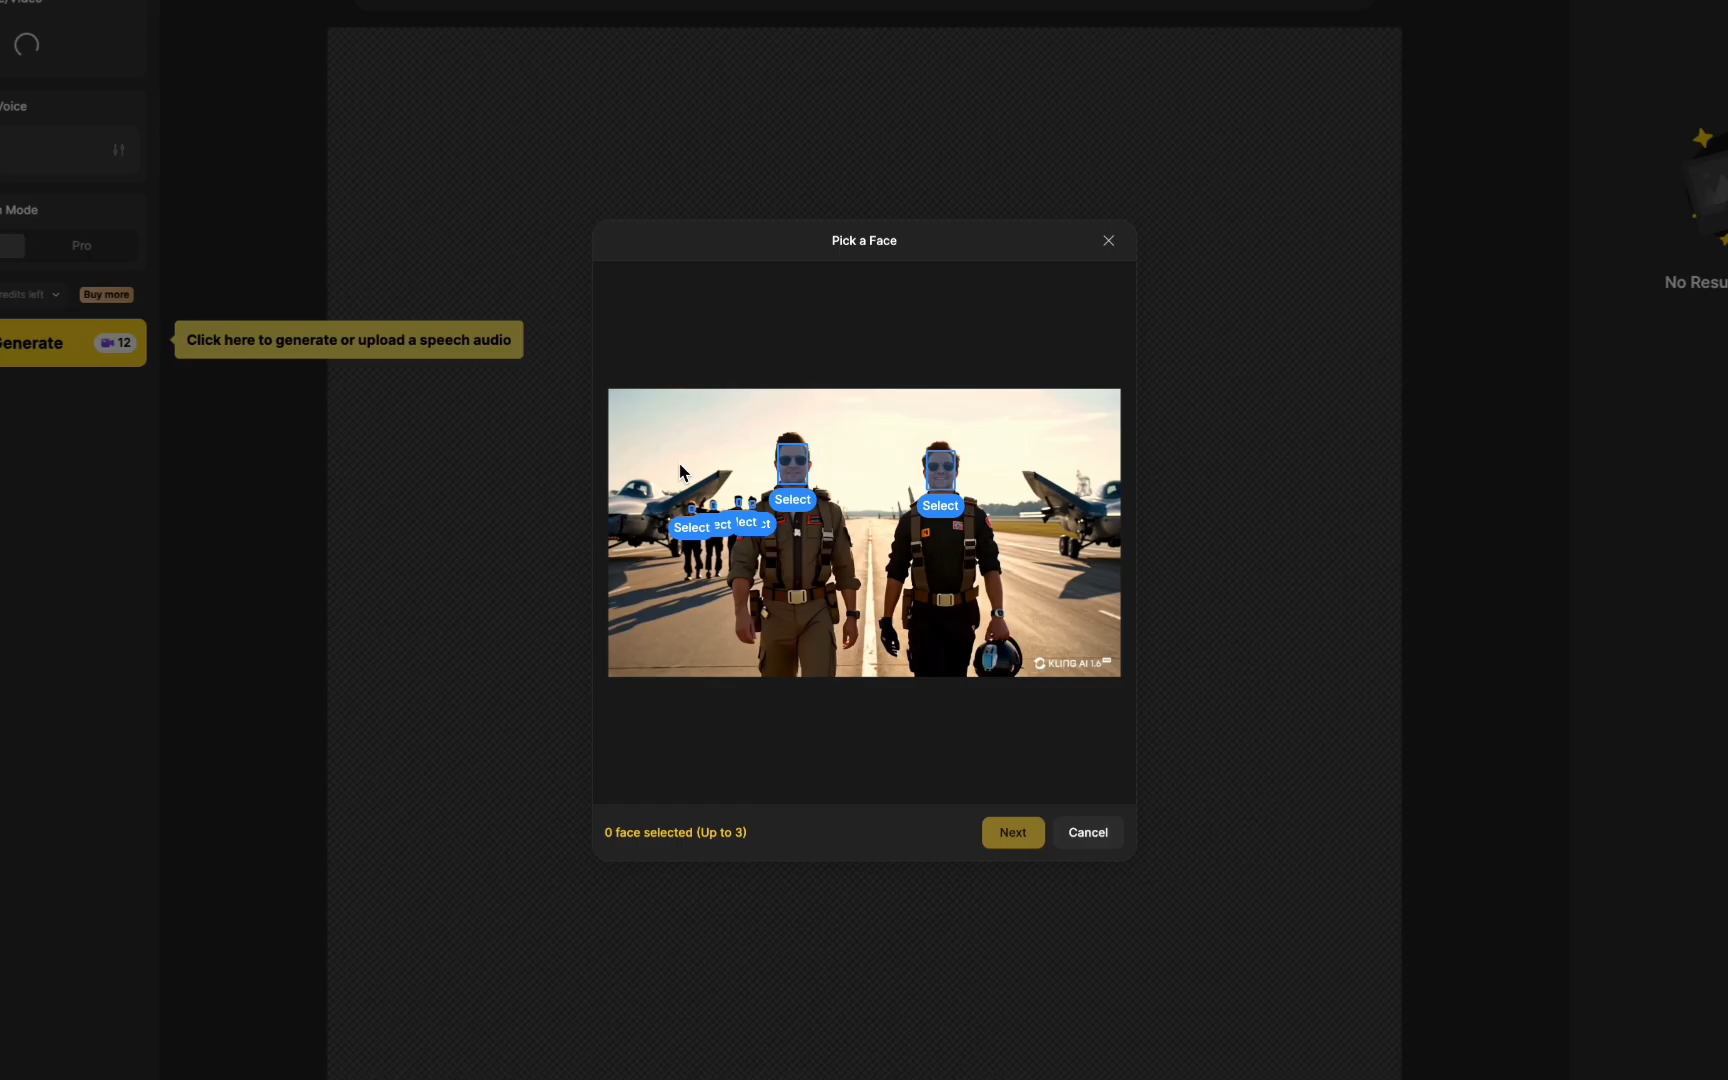 Voice
Mode
Pro
left
Buy more
Generate
12
Click here to generate or upload a speech audio
Pick a Face
Select
Select
Select
KLING AI 1.6
0 face selected (Up to 3)
Next
Cancel
No